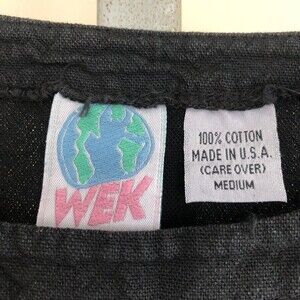 WEK
100% COTTON
MADE IN U.S.A.
(CARE OVER)
MEDIUM